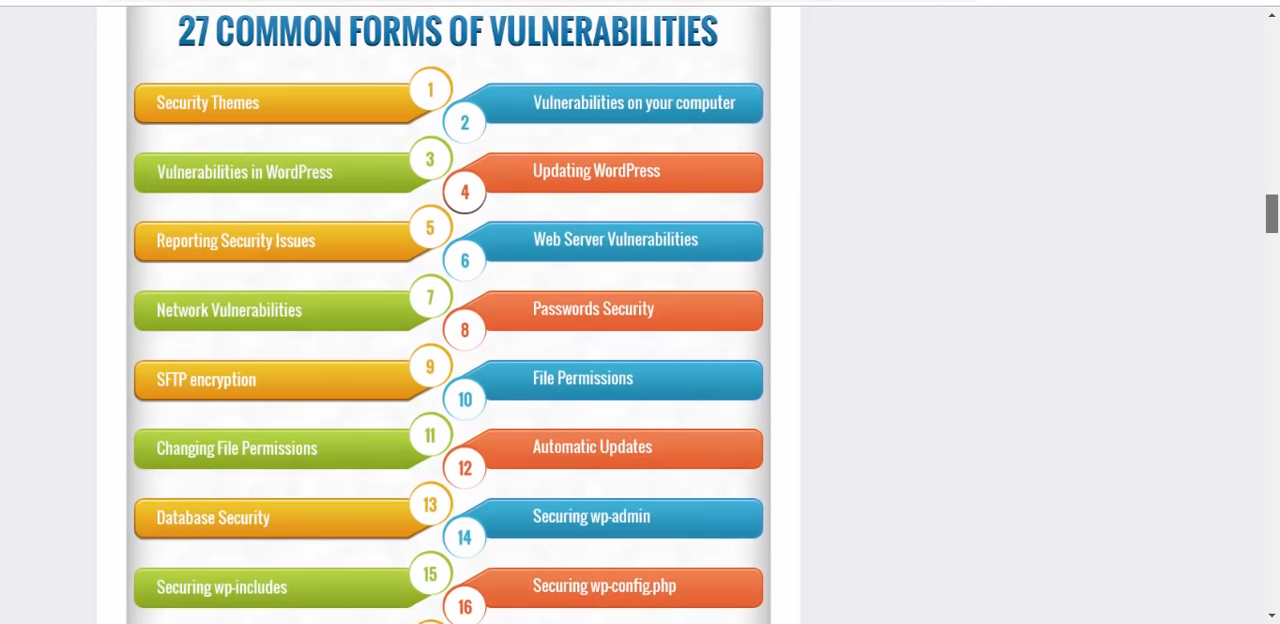 27 COMMON FORMS OF VULNERABILITIES
Security Themes
1
Vulnerabilities on your computer
2
Vulnerabilities in WordPress
3
Updating WordPress
4
Reporting Security Issues
5
Web Server Vulnerabilities
6
Network Vulnerabilities
7
Passwords Security
8
SFTP encryption
9
File Permissions
10
Changing File Permissions
11
Automatic Updates
12
Database Security
13
Securing wp-admin
14
Securing wp-includes
15
Securing wp-config.php
16